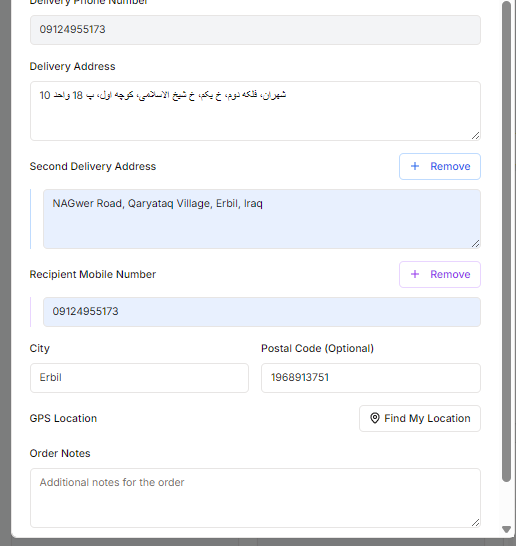 Delivery Phone Number
09124955173
Delivery Address
شهران، فلکه دوم، خ یکم، خ شیخ الاسلامی، کوچه اول، پ 18 واحد 10
Second Delivery Address
+ Remove
NAGwer Road, Qaryataq Village, Erbil, Iraq
Recipient Mobile Number
+ Remove
09124955173
City
Postal Code (Optional)
Erbil
1968913751
GPS Location
Find My Location
Order Notes
Additional notes for the order